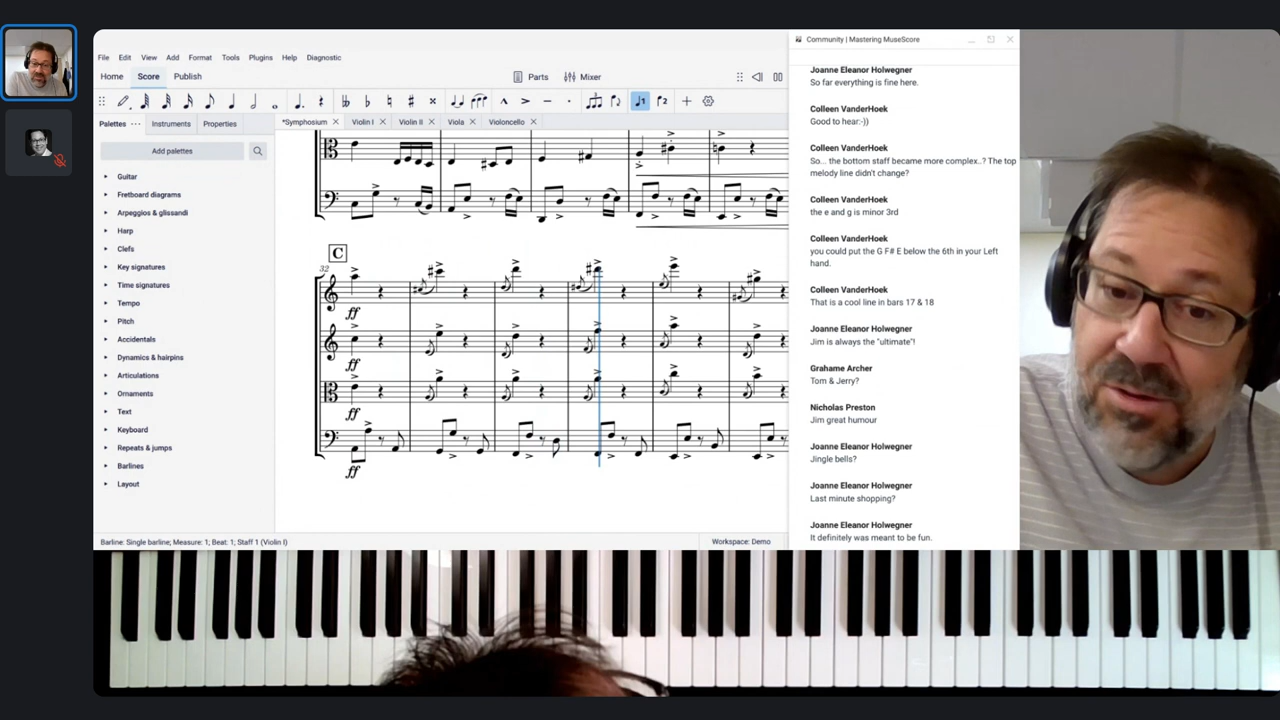 File Edit View Add Format Tools Plugins Help Diagnostic
Home Score Publish Parts Mixer
1 2
Palettes ··· Instruments Properties *Symphosium Violin I Violin II Viola Violoncello
Add palettes
Guitar
Fretboard diagrams
Arpeggios & glissandi
Harp
Clefs
Key signatures
Time signatures
Tempo
Pitch
Accidentals
Dynamics & hairpins
Articulations
Ornaments
Text
Keyboard
Repeats & jumps
Barlines
Layout
C
32
ff
ff
ff
ff
Barline: Single barline; Measure: 1; Beat: 1; Staff 1 (Violin I) Workspace: Demo
Community | Mastering MuseScore
Joanne Eleanor Holwegner
So far everything is fine here.
Colleen VanderHoek
Good to hear:-))
Colleen VanderHoek
So... the bottom staff became more complex..? The top
melody line didn't change?
Colleen VanderHoek
the e and g is minor 3rd
Colleen VanderHoek
you could put the G F# E below the 6th in your Left
hand.
Colleen VanderHoek
That is a cool line in bars 17 & 18
Joanne Eleanor Holwegner
Jim is always the "ultimate"!
Grahame Archer
Tom & Jerry?
Nicholas Preston
Jim great humour
Joanne Eleanor Holwegner
Jingle bells?
Joanne Eleanor Holwegner
Last minute shopping?
Joanne Eleanor Holwegner
It definitely was meant to be fun.